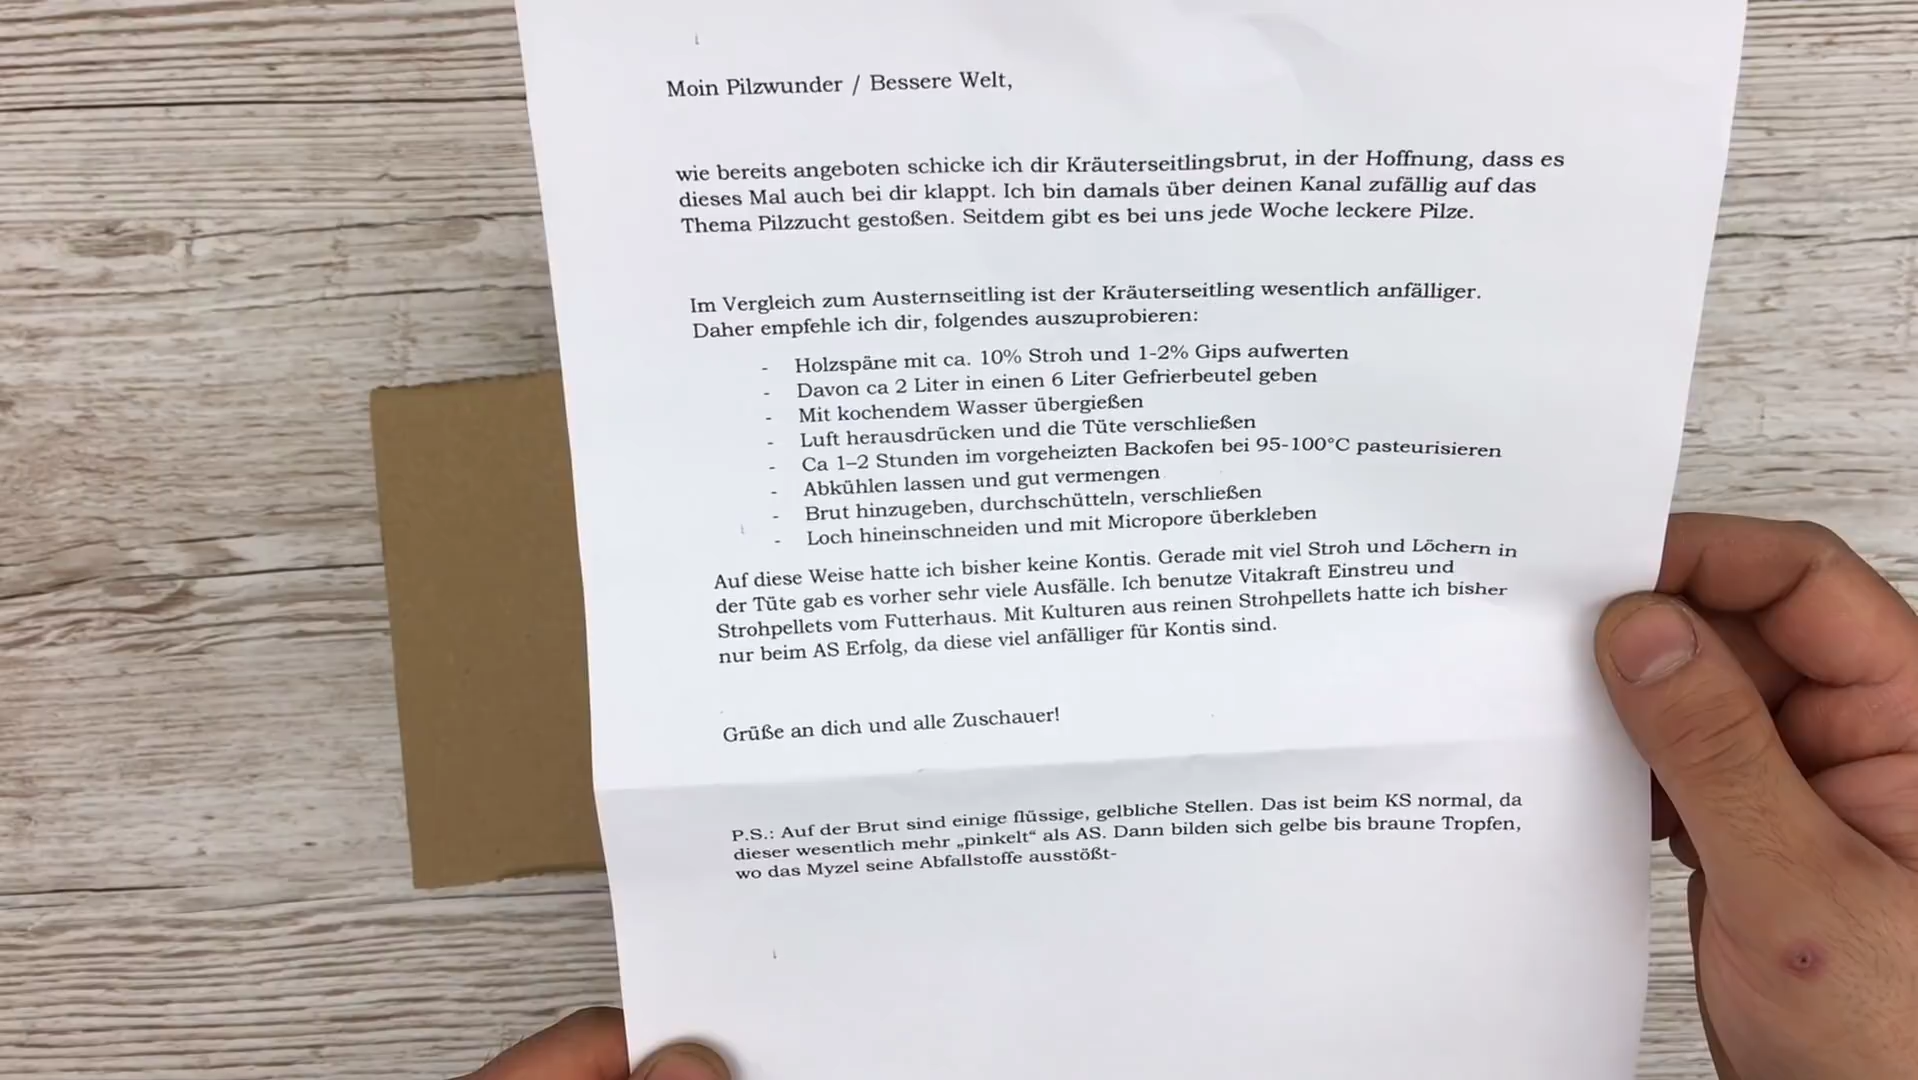 Moin Pilzwunder / Bessere Welt,
wie bereits angeboten schicke ich dir Kräuterseitlingsbrut, in der Hoffnung, dass es
dieses Mal auch bei dir klappt. Ich bin damals über deinen Kanal zufällig auf das
Thema Pilzzucht gestoßen. Seitdem gibt es bei uns jede Woche leckere Pilze.
Im Vergleich zum Austernseitling ist der Kräuterseitling wesentlich anfälliger.
Daher empfehle ich dir, folgendes auszuprobieren:
- Holzspäne mit ca. 10% Stroh und 1-2% Gips aufwerten
- Davon ca 2 Liter in einen 6 Liter Gefrierbeutel geben
- Mit kochendem Wasser übergießen
- Luft herausdrücken und die Tüte verschließen
- Ca 1–2 Stunden im vorgeheizten Backofen bei 95-100°C pasteurisieren
- Abkühlen lassen und gut vermengen
- Brut hinzugeben, durchschütteln, verschließen
- Loch hineinschneiden und mit Micropore überkleben
Auf diese Weise hatte ich bisher keine Kontis. Gerade mit viel Stroh und Löchern in
der Tüte gab es vorher sehr viele Ausfälle. Ich benutze Vitakraft Einstreu und
Strohpellets vom Futterhaus. Mit Kulturen aus reinen Strohpellets hatte ich bisher
nur beim AS Erfolg, da diese viel anfälliger für Kontis sind.
Grüße an dich und alle Zuschauer!
P.S.: Auf der Brut sind einige flüssige, gelbliche Stellen. Das ist beim KS normal, da
dieser wesentlich mehr „pinkelt“ als AS. Dann bilden sich gelbe bis braune Tropfen,
wo das Myzel seine Abfallstoffe ausstößt-